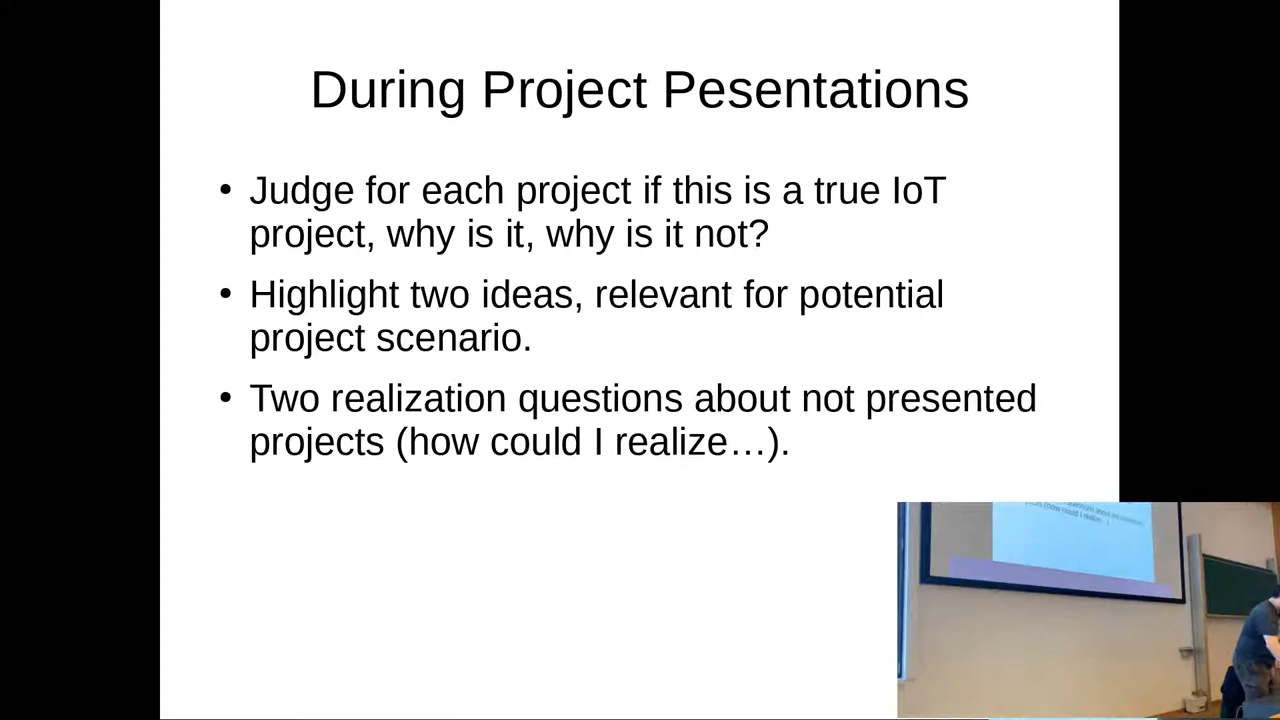 During Project Pesentations
• Judge for each project if this is a true IoT
project, why is it, why is it not?
• Highlight two ideas, relevant for potential
project scenario.
• Two realization questions about not presented
projects (how could I realize…).